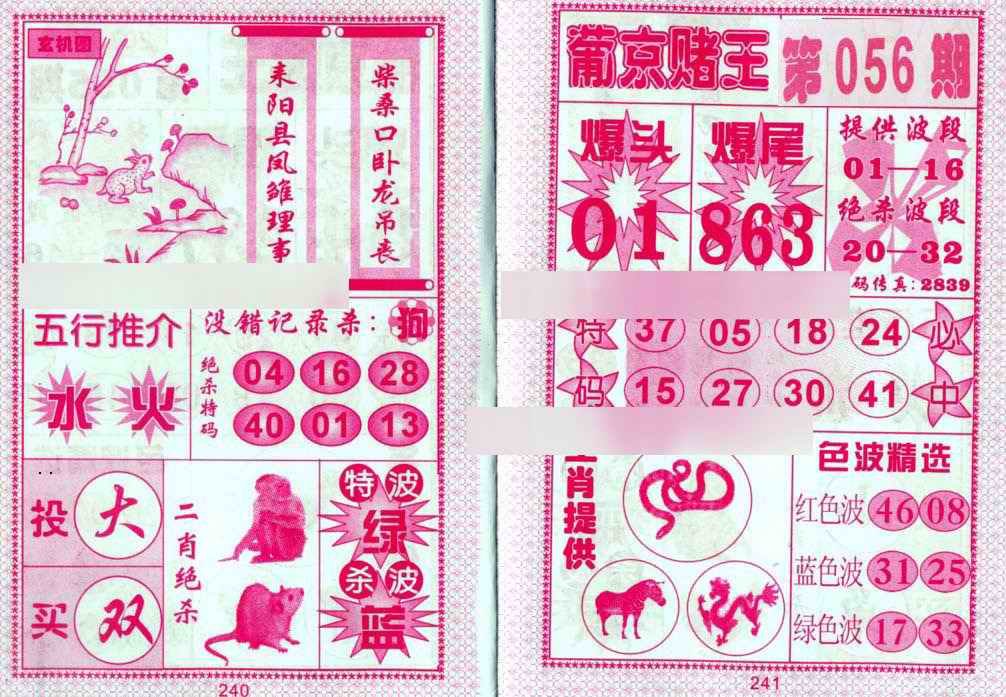 玄机图
耒阳县凤雏理事
柴桑口卧龙吊丧
五行推介
水 火
没错记录杀：狗
绝杀特码
04 16 28
40 01 13
投 大
买 双
二肖绝杀
特波
绿
杀波
蓝
240
葡京赌王 第056期
爆头
01
爆尾
863
提供波段
01—16
绝杀波段
20—32
码传真：2839
特码
37 05 18 24
15 27 30 41
必中
肖提供
色波精选
红色波 46 08
蓝色波 31 25
绿色波 17 33
241